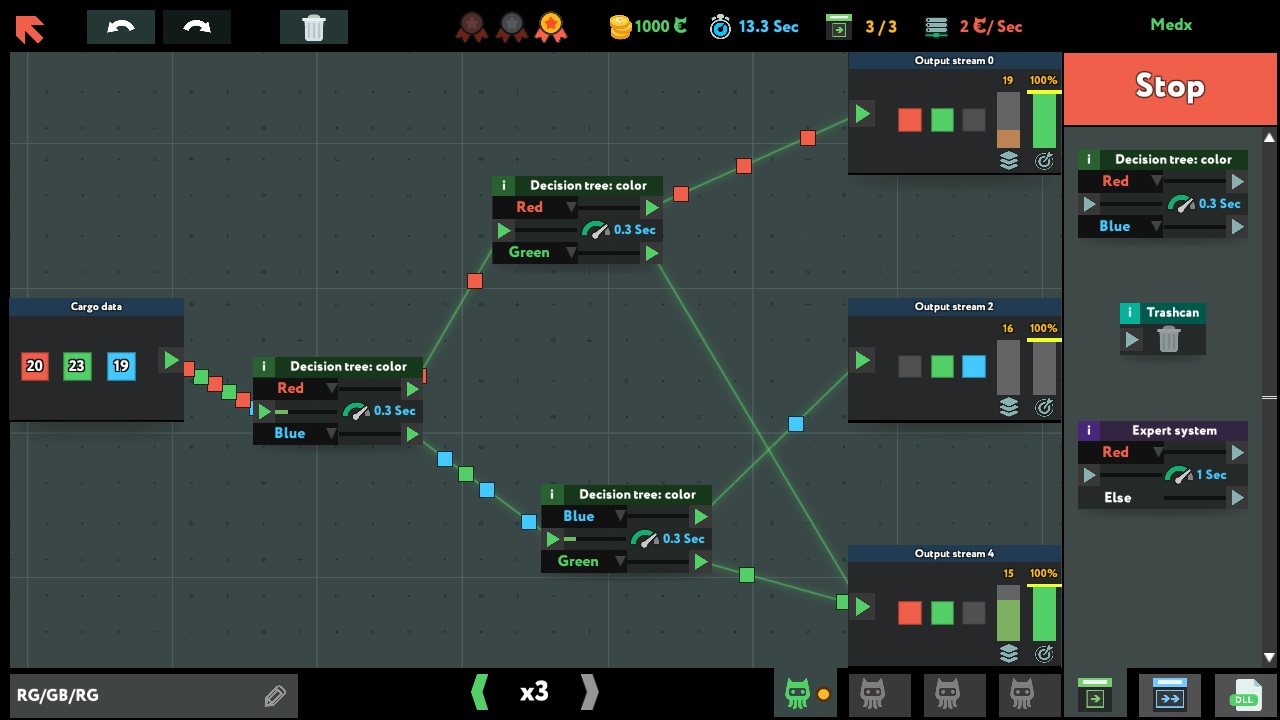 1000
13.3 Sec
3 / 3
2 / Sec
Medx
Stop
Output stream 0
19
100%
Decision tree: color
Red
0.3 Sec
Green
Decision tree: color
Red
0.3 Sec
Blue
Trashcan
Cargo data
20
23
19
Output stream 2
16
100%
Decision tree: color
Red
0.3 Sec
Blue
Expert system
Red
1 Sec
Else
Decision tree: color
Blue
0.3 Sec
Green
Output stream 4
15
100%
RG/GB/RG
x3
DLL